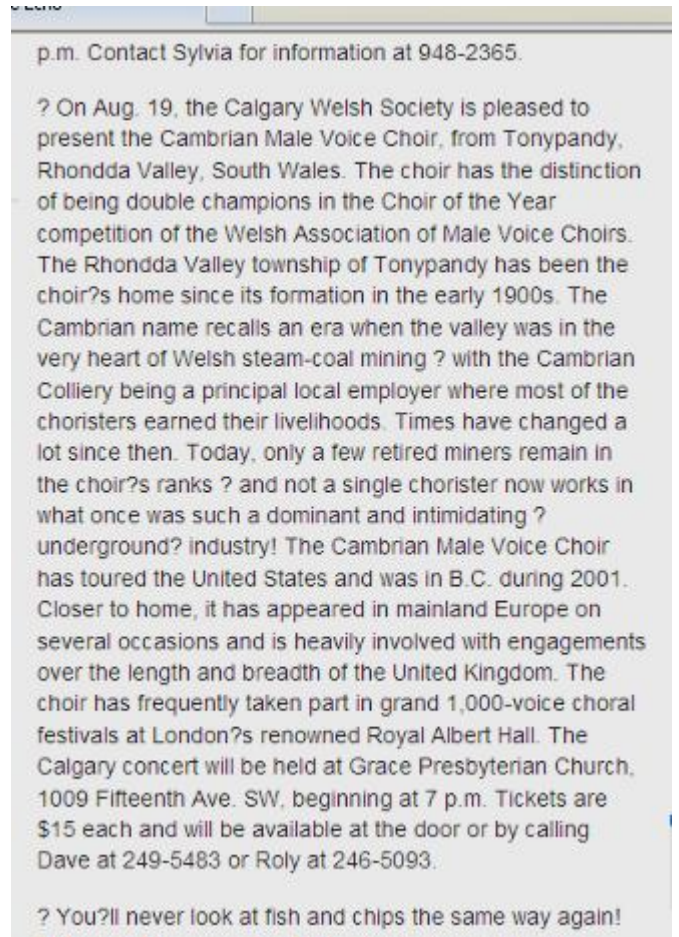 p.m. Contact Sylvia for information at 948-2365.
? On Aug. 19, the Calgary Welsh Society is pleased to
present the Cambrian Male Voice Choir, from Tonypandy,
Rhondda Valley, South Wales. The choir has the distinction
of being double champions in the Choir of the Year
competition of the Welsh Association of Male Voice Choirs.
The Rhondda Valley township of Tonypandy has been the
choir?s home since its formation in the early 1900s. The
Cambrian name recalls an era when the valley was in the
very heart of Welsh steam-coal mining ? with the Cambrian
Colliery being a principal local employer where most of the
choristers earned their livelihoods. Times have changed a
lot since then. Today, only a few retired miners remain in
the choir?s ranks ? and not a single chorister now works in
what once was such a dominant and intimidating ?
underground? industry! The Cambrian Male Voice Choir
has toured the United States and was in B.C. during 2001.
Closer to home, it has appeared in mainland Europe on
several occasions and is heavily involved with engagements
over the length and breadth of the United Kingdom. The
choir has frequently taken part in grand 1,000-voice choral
festivals at London?s renowned Royal Albert Hall. The
Calgary concert will be held at Grace Presbyterian Church,
1009 Fifteenth Ave. SW, beginning at 7 p.m. Tickets are
$15 each and will be available at the door or by calling
Dave at 249-5483 or Roly at 246-5093.
? You?ll never look at fish and chips the same way again!